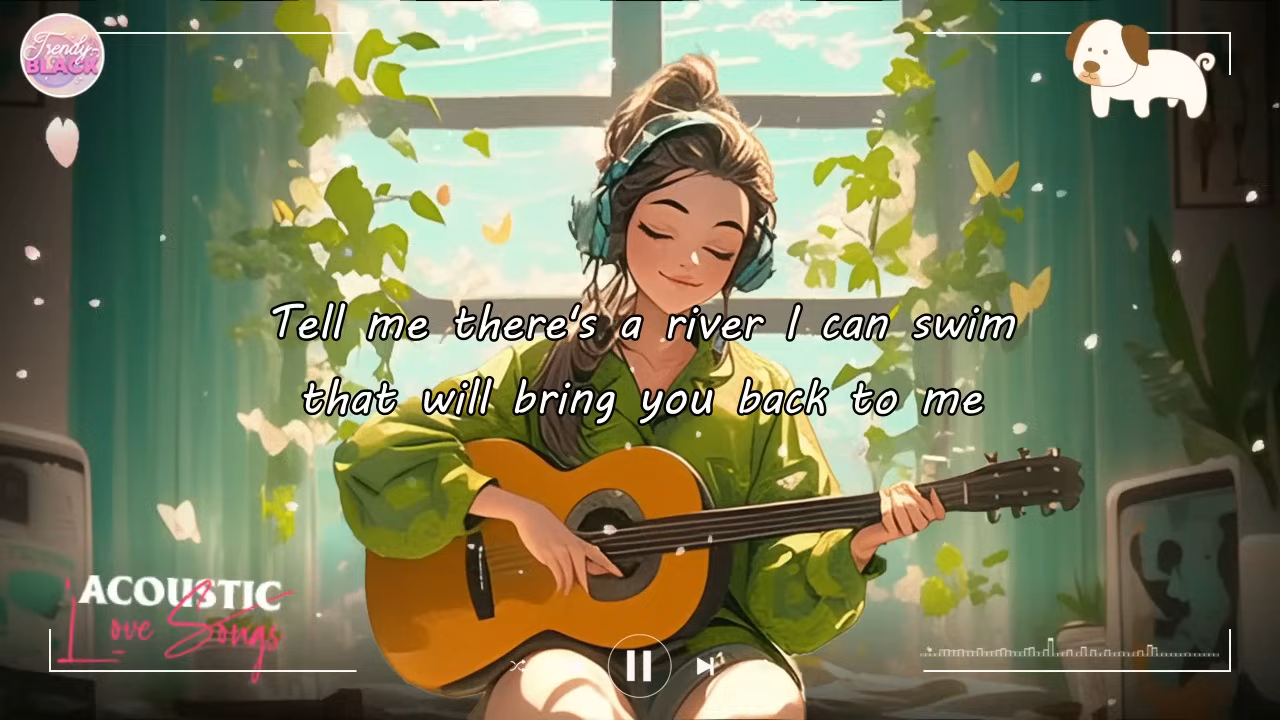 Trendy
BLACK
Tell me there's a river I can swim
that will bring you back to me
ACOUSTIC
Love Songs